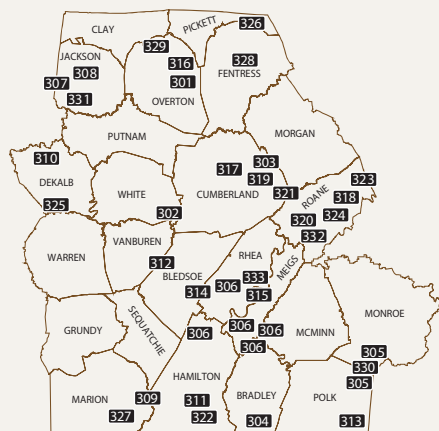 CLAY
PICKETT
326
329
JACKSON
316
328
308
FENTRESS
307
301
331
OVERTON
PUTNAM
MORGAN
310
303
317
DEKALB
319
323
WHITE
CUMBERLAND
321
ROANE
318
325
302
320
324
332
VANBUREN
WARREN
RHEA
312
MEIGS
BLEDSOE
333
306
314
315
MONROE
SEQUATCHIE
GRUNDY
306
306
306
MCMINN
306
305
330
HAMILTON
305
MARION
309
311
BRADLEY
POLK
327
322
304
313